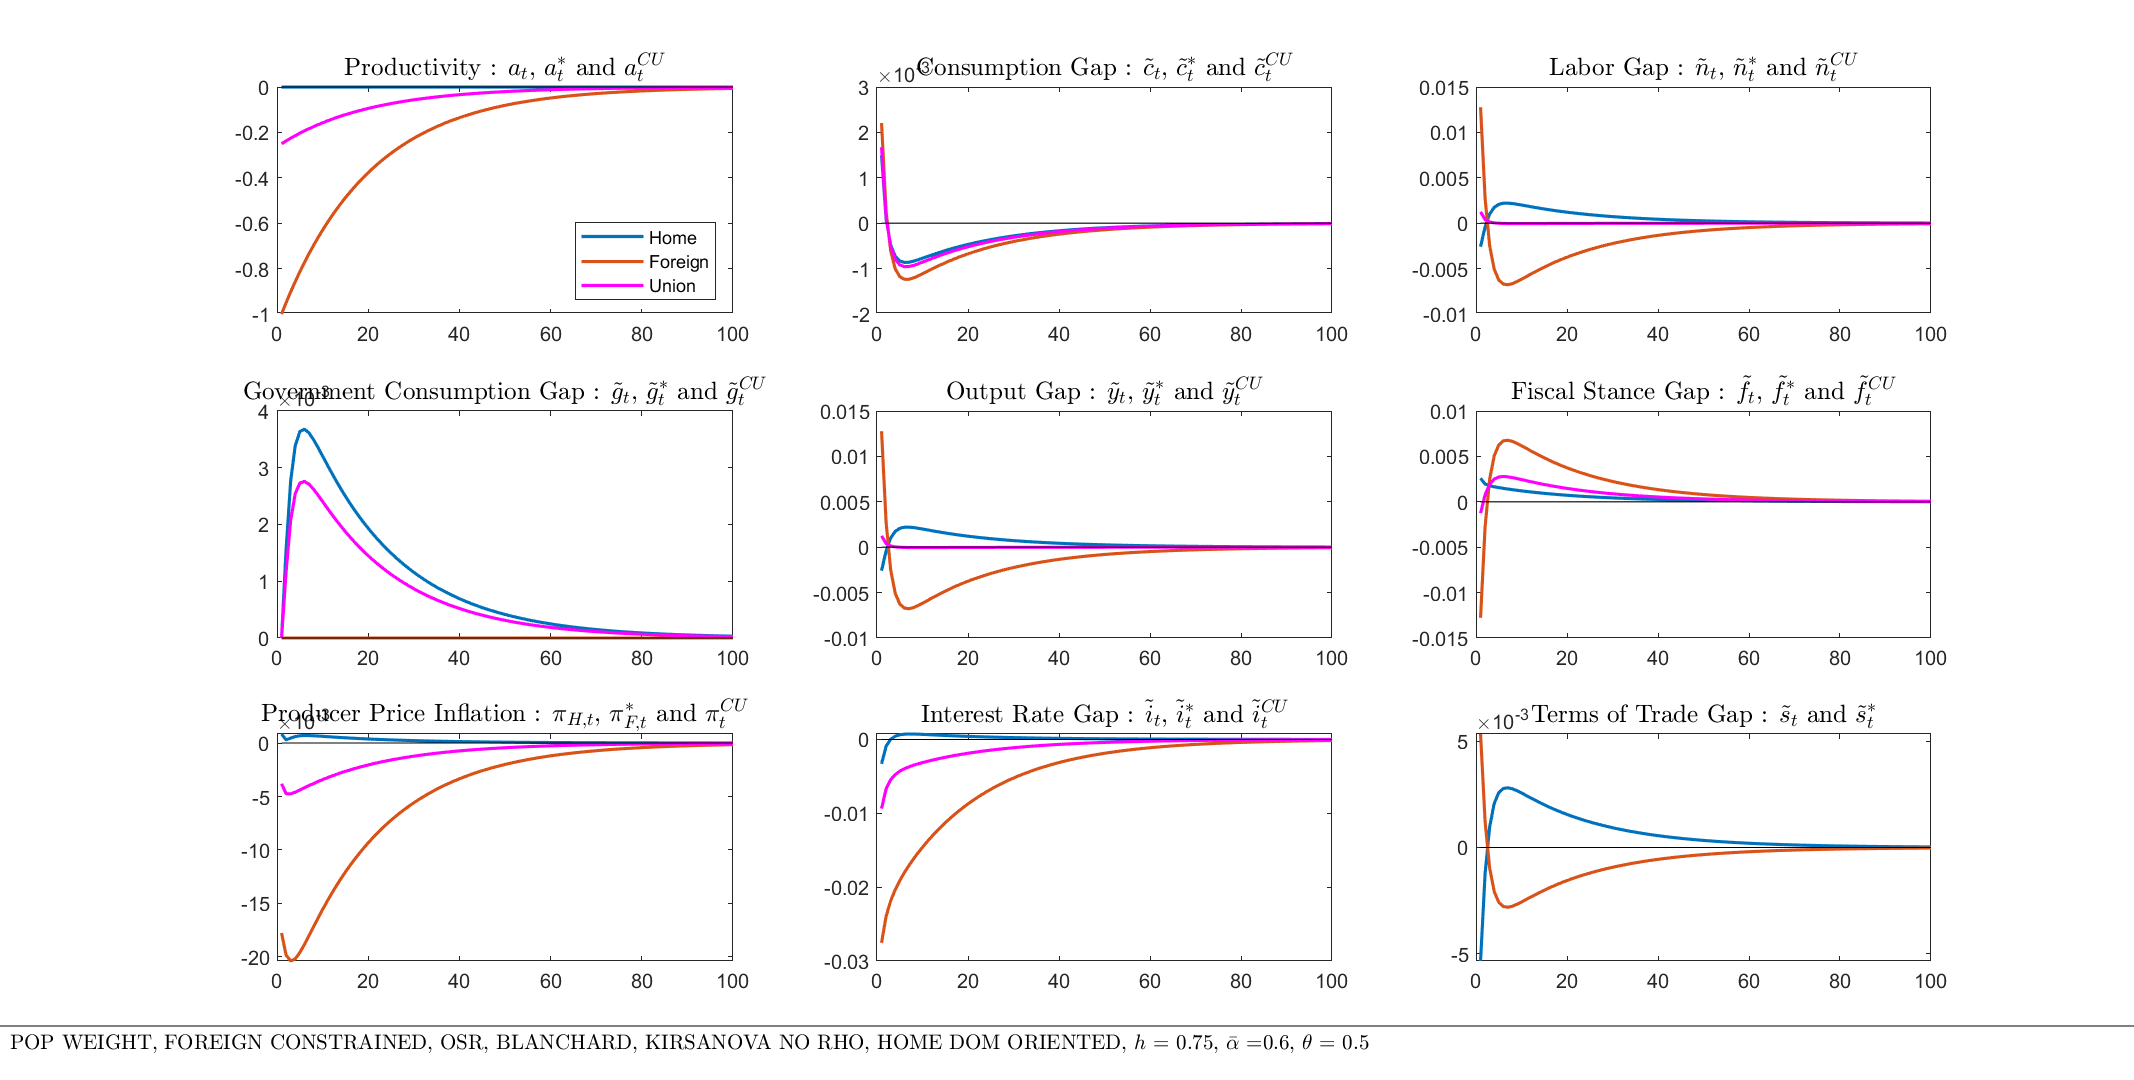 Productivity : a_t, a_t^* and a_t^{CU}
0
-0.2
-0.4
-0.6
-0.8
-1
0 20 40 60 80 100
Home
Foreign
Union
Consumption Gap : c̃_t, c̃_t^* and c̃_t^{CU}
×10^{-3}
3
2
1
0
-1
-2
0 20 40 60 80 100
Labor Gap : ñ_t, ñ_t^* and ñ_t^{CU}
0.015
0.01
0.005
0
-0.005
-0.01
0 20 40 60 80 100
Government Consumption Gap : g̃_t, g̃_t^* and g̃_t^{CU}
×10^{-3}
4
3
2
1
0
0 20 40 60 80 100
Output Gap : ỹ_t, ỹ_t^* and ỹ_t^{CU}
0.015
0.01
0.005
0
-0.005
-0.01
0 20 40 60 80 100
Fiscal Stance Gap : f̃_t, f̃_t^* and f̃_t^{CU}
0.01
0.005
0
-0.005
-0.01
-0.015
0 20 40 60 80 100
Producer Price Inflation : π_{H,t}, π_{F,t}^* and π_t^{CU}
×10^{-3}
0
-5
-10
-15
-20
0 20 40 60 80 100
Interest Rate Gap : ĩ_t, ĩ_t^* and ĩ_t^{CU}
0
-0.01
-0.02
-0.03
0 20 40 60 80 100
Terms of Trade Gap : s̃_t and s̃_t^*
×10^{-3}
5
0
-5
0 20 40 60 80 100
POP WEIGHT, FOREIGN CONSTRAINED, OSR, BLANCHARD, KIRSANOVA NO RHO, HOME DOM ORIENTED, h = 0.75, ᾱ =0.6, θ = 0.5